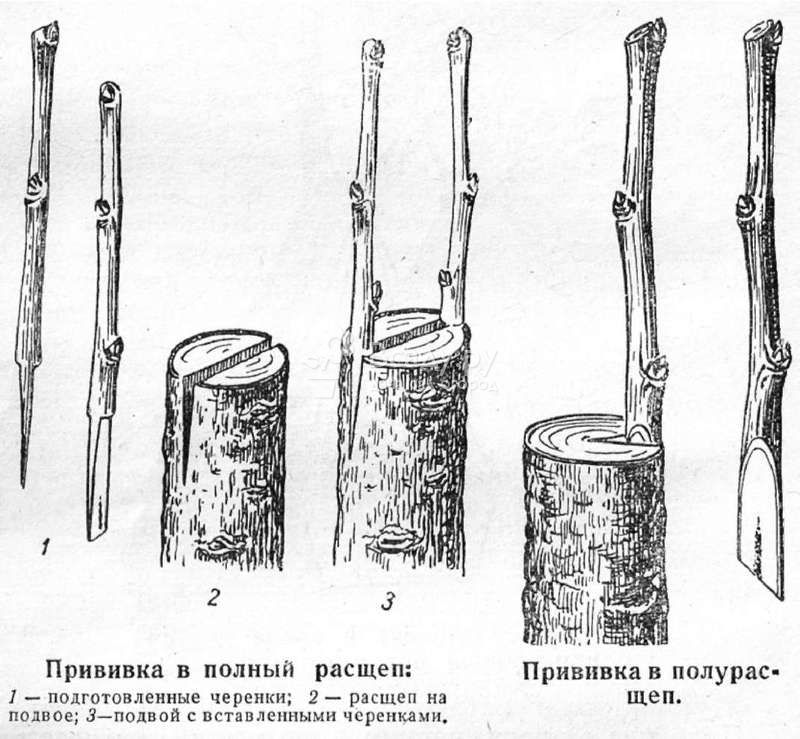 1
2
3
Прививка в полный расщеп:
1 — подготовленные черенки; 2 — расщеп на
подвое; 3—подвой с вставленными черенками.
Прививка в полурас-
щеп.